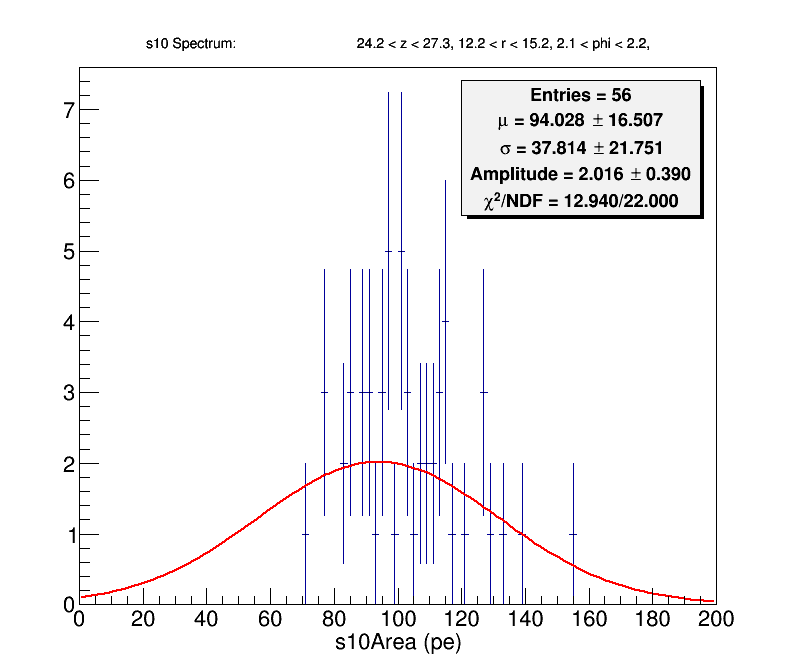 s10 Spectrum: 24.2 < z < 27.3, 12.2 < r < 15.2, 2.1 < phi < 2.2,
Entries = 56
μ = 94.028 ± 16.507
σ = 37.814 ± 21.751
Amplitude = 2.016 ± 0.390
χ²/NDF = 12.940/22.000
7
6
5
4
3
2
1
0
0 20 40 60 80 100 120 140 160 180 200
s10Area (pe)